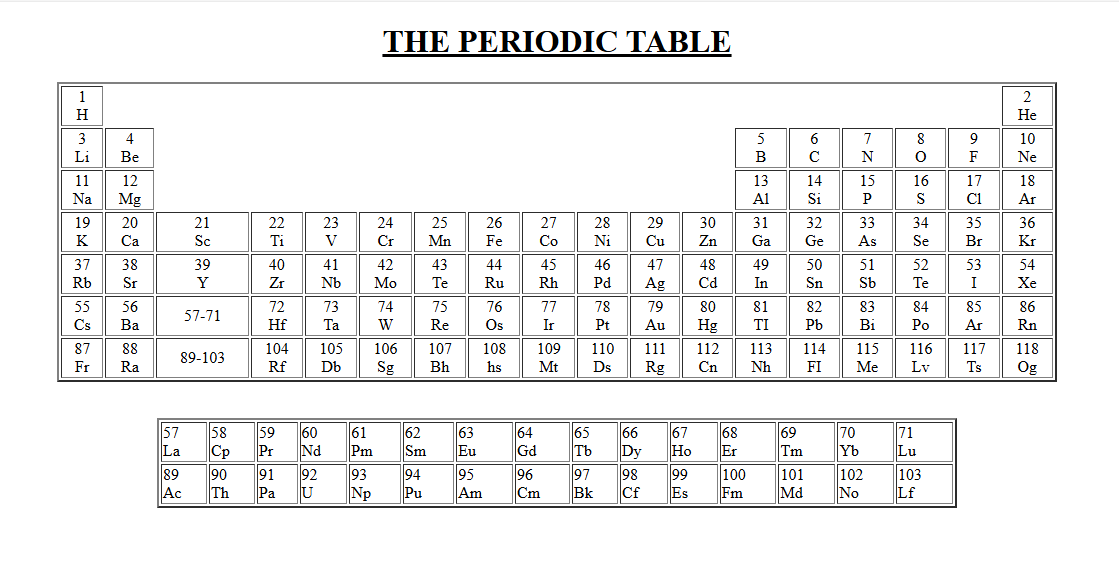 THE PERIODIC TABLE
1 2
H He
3 4 5 6 7 8 9 10
Li Be B C N O F Ne
11 12 13 14 15 16 17 18
Na Mg Al Si P S Cl Ar
19 20 21 22 23 24 25 26 27 28 29 30 31 32 33 34 35 36
K Ca Sc Ti V Cr Mn Fe Co Ni Cu Zn Ga Ge As Se Br Kr
37 38 39 40 41 42 43 44 45 46 47 48 49 50 51 52 53 54
Rb Sr Y Zr Nb Mo Te Ru Rh Pd Ag Cd In Sn Sb Te I Xe
55 56 57-71 72 73 74 75 76 77 78 79 80 81 82 83 84 85 86
Cs Ba Hf Ta W Re Os Ir Pt Au Hg TI Pb Bi Po Ar Rn
87 88 89-103 104 105 106 107 108 109 110 111 112 113 114 115 116 117 118
Fr Ra Rf Db Sg Bh hs Mt Ds Rg Cn Nh FI Me Lv Ts Og
57 58 59 60 61 62 63 64 65 66 67 68 69 70 71
La Cp Pr Nd Pm Sm Eu Gd Tb Dy Ho Er Tm Yb Lu
89 90 91 92 93 94 95 96 97 98 99 100 101 102 103
Ac Th Pa U Np Pu Am Cm Bk Cf Es Fm Md No Lf